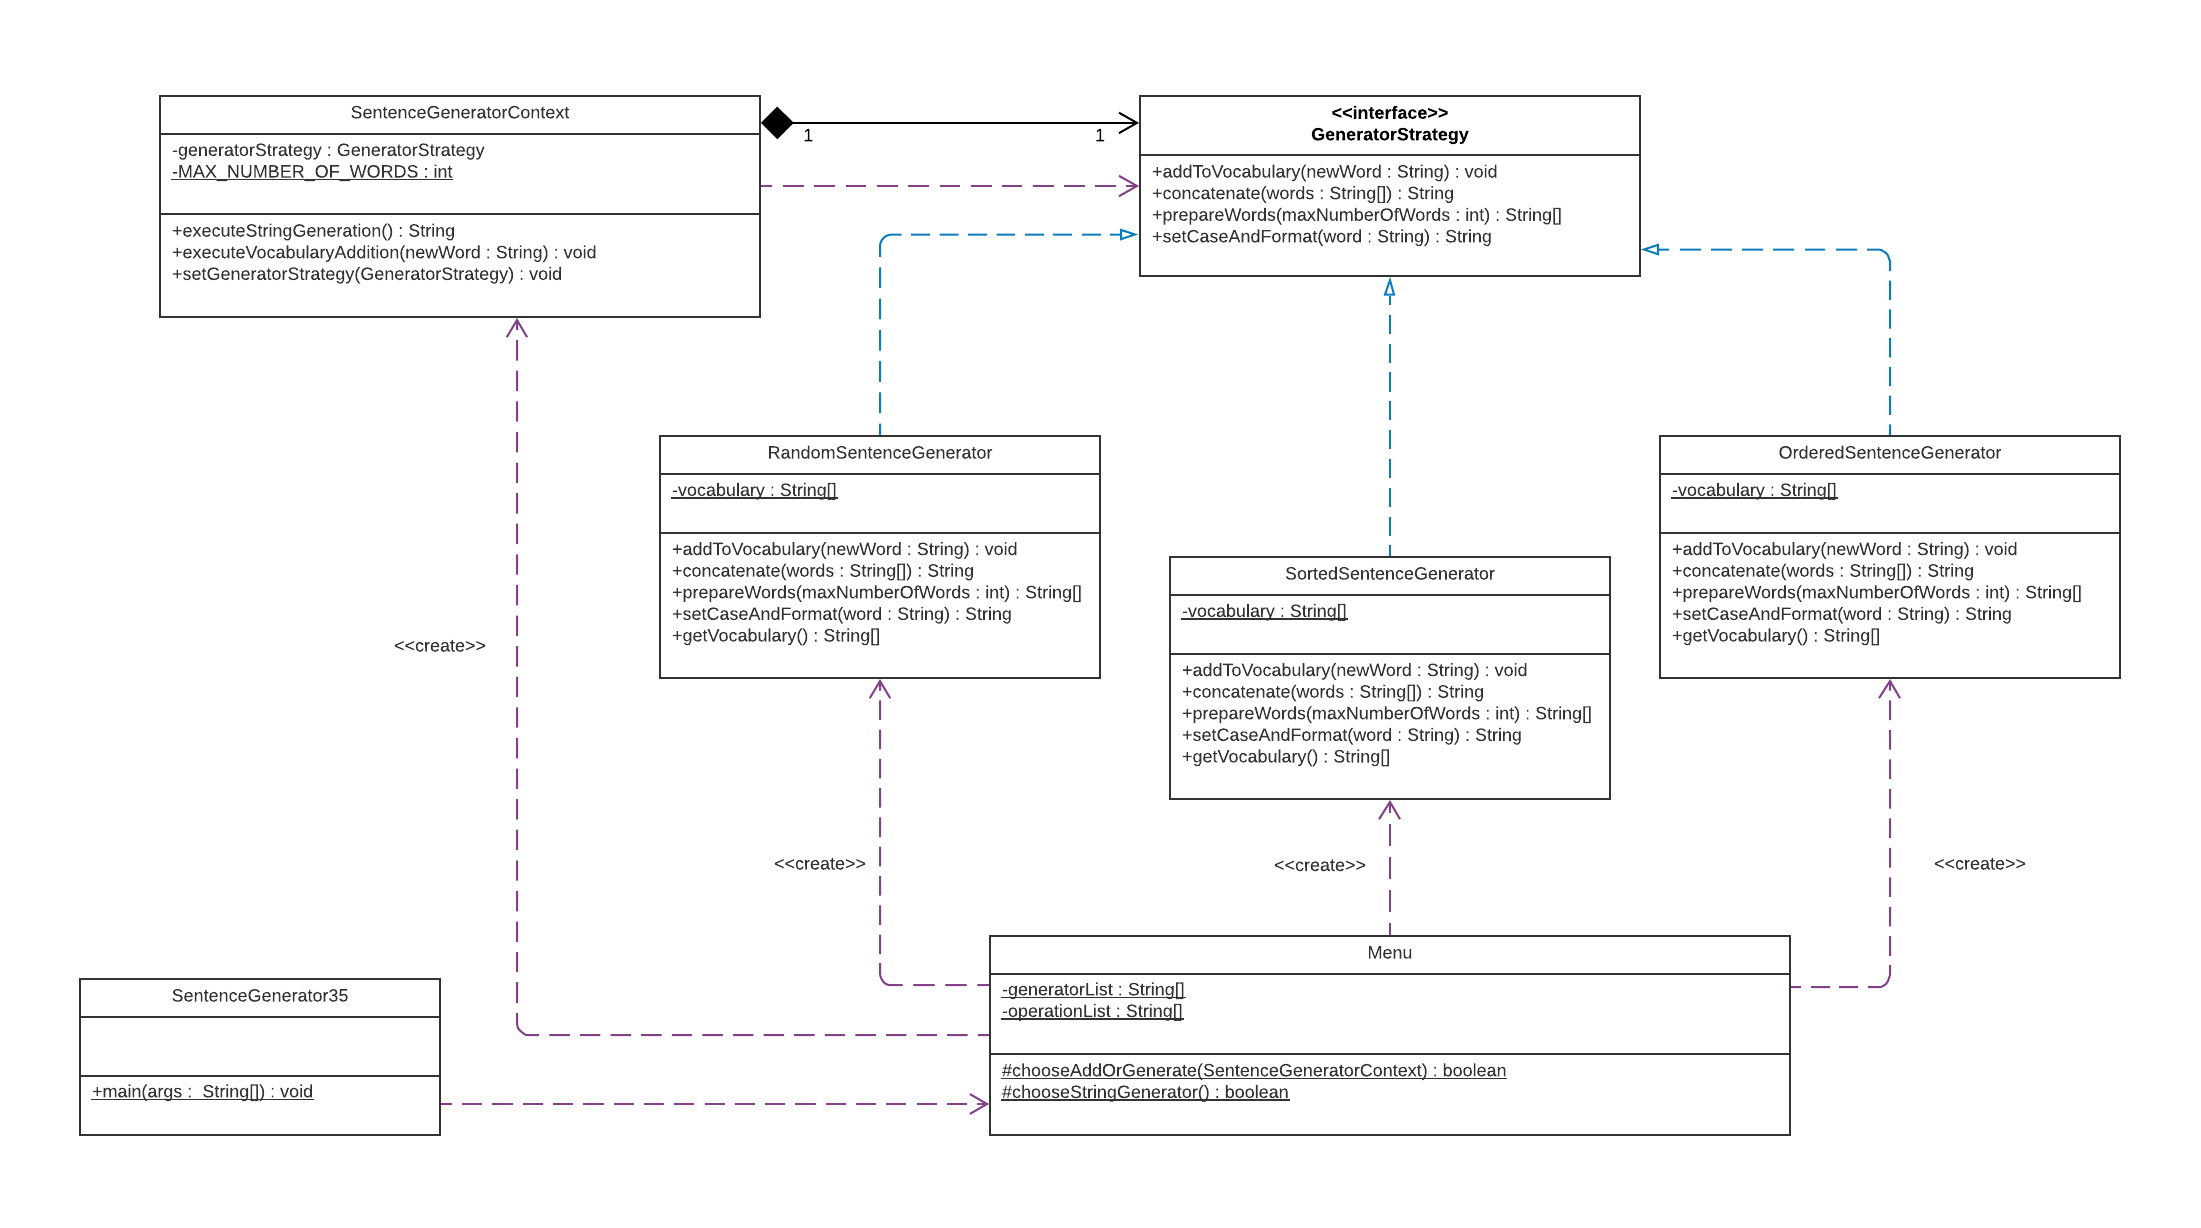 SentenceGeneratorContext
-generatorStrategy : GeneratorStrategy
-MAX_NUMBER_OF_WORDS : int
+executeStringGeneration() : String
+executeVocabularyAddition(newWord : String) : void
+setGeneratorStrategy(GeneratorStrategy) : void
1
1
<<interface>>
GeneratorStrategy
+addToVocabulary(newWord : String) : void
+concatenate(words : String[]) : String
+prepareWords(maxNumberOfWords : int) : String[]
+setCaseAndFormat(word : String) : String
RandomSentenceGenerator
-vocabulary : String[]
+addToVocabulary(newWord : String) : void
+concatenate(words : String[]) : String
+prepareWords(maxNumberOfWords : int) : String[]
+setCaseAndFormat(word : String) : String
+getVocabulary() : String[]
SortedSentenceGenerator
-vocabulary : String[]
+addToVocabulary(newWord : String) : void
+concatenate(words : String[]) : String
+prepareWords(maxNumberOfWords : int) : String[]
+setCaseAndFormat(word : String) : String
+getVocabulary() : String[]
OrderedSentenceGenerator
-vocabulary : String[]
+addToVocabulary(newWord : String) : void
+concatenate(words : String[]) : String
+prepareWords(maxNumberOfWords : int) : String[]
+setCaseAndFormat(word : String) : String
+getVocabulary() : String[]
<<create>>
<<create>>
<<create>>
<<create>>
SentenceGenerator35
+main(args :  String[]) : void
Menu
-generatorList : String[]
-operationList : String[]
#chooseAddOrGenerate(SentenceGeneratorContext) : boolean
#chooseStringGenerator() : boolean